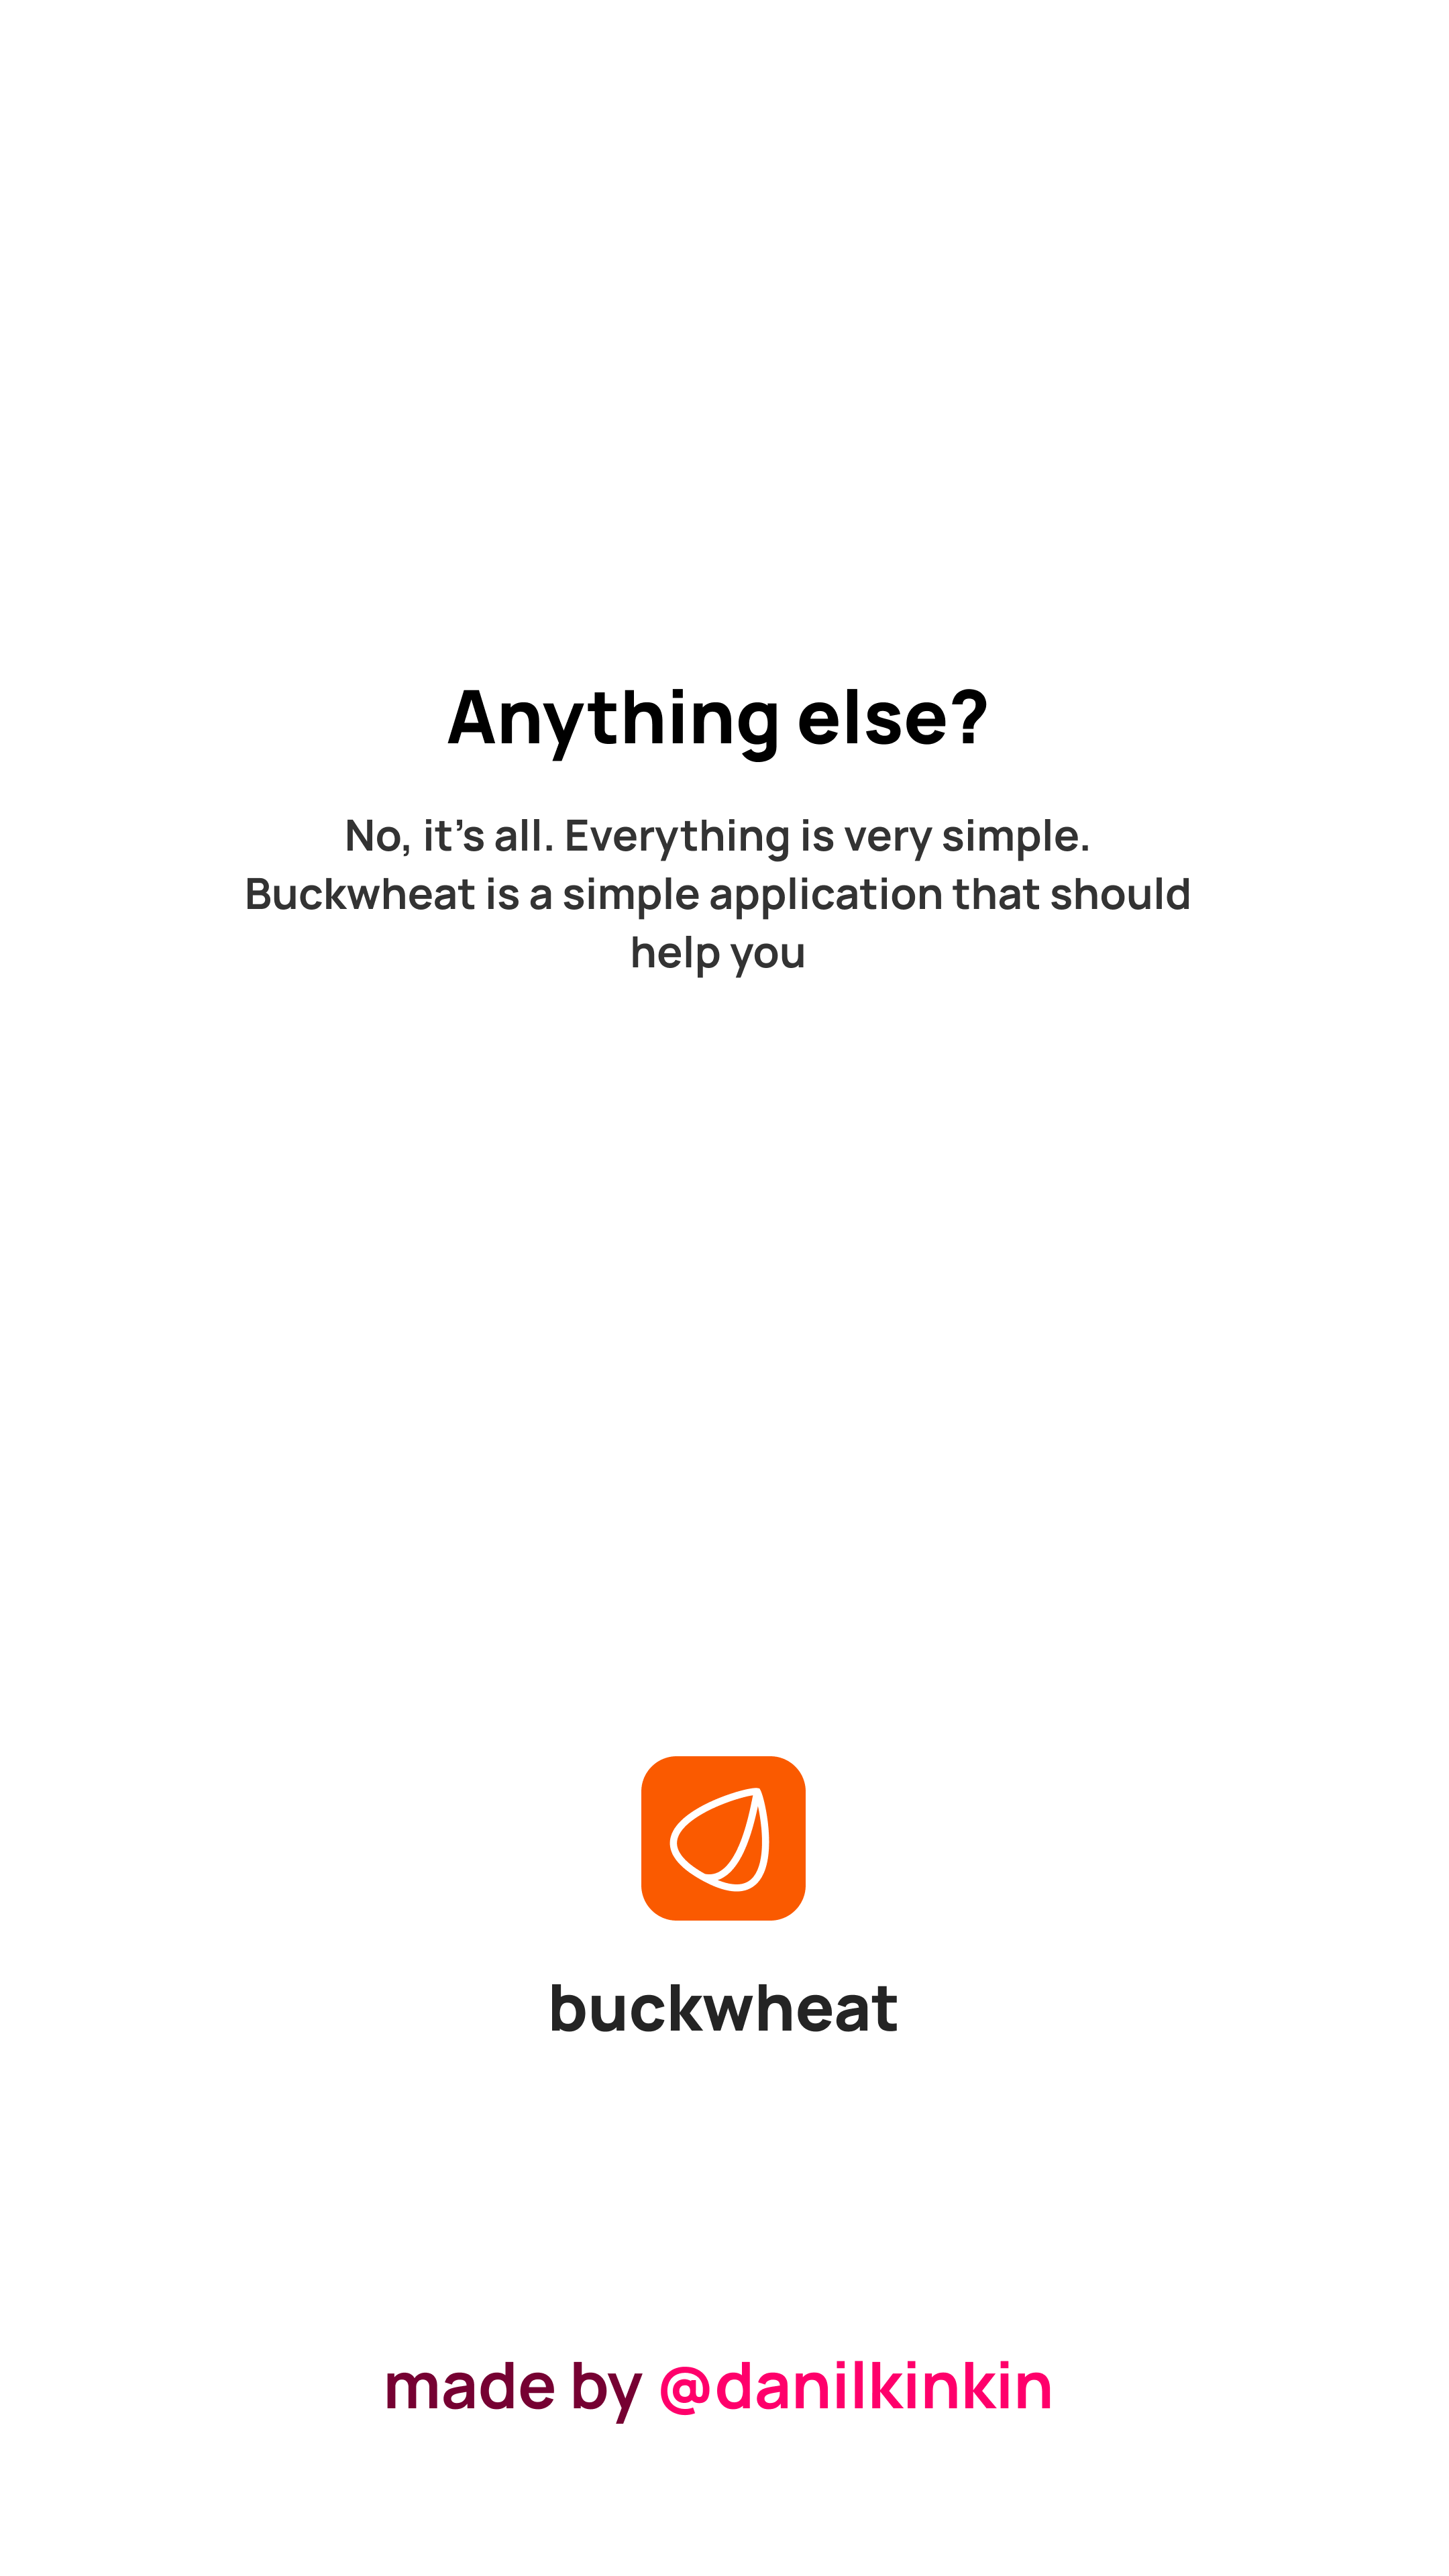 Anything else?
No, it’s all. Everything is very simple.
Buckwheat is a simple application that should
help you
buckwheat
made by @danilkinkin